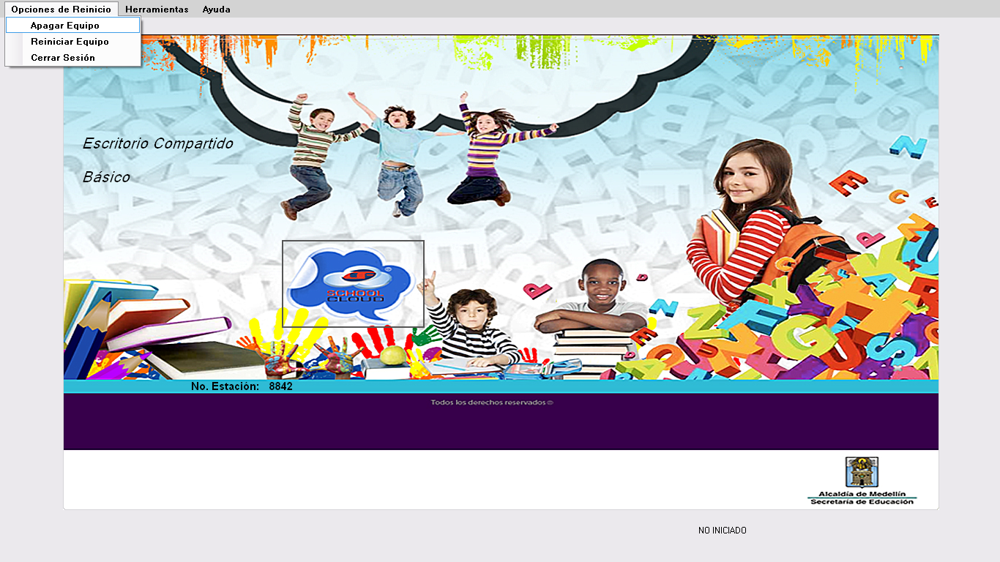 Opciones de Reinicio Herramientas Ayuda
Apagar Equipo
Reiniciar Equipo
Cerrar Sesión
Escritorio Compartido
Básico
SCHOOL
CLOUD
No. Estación: 8842
Todos los derechos reservados ©
Alcaldía de Medellín
Secretaría de Educación
NO INICIADO